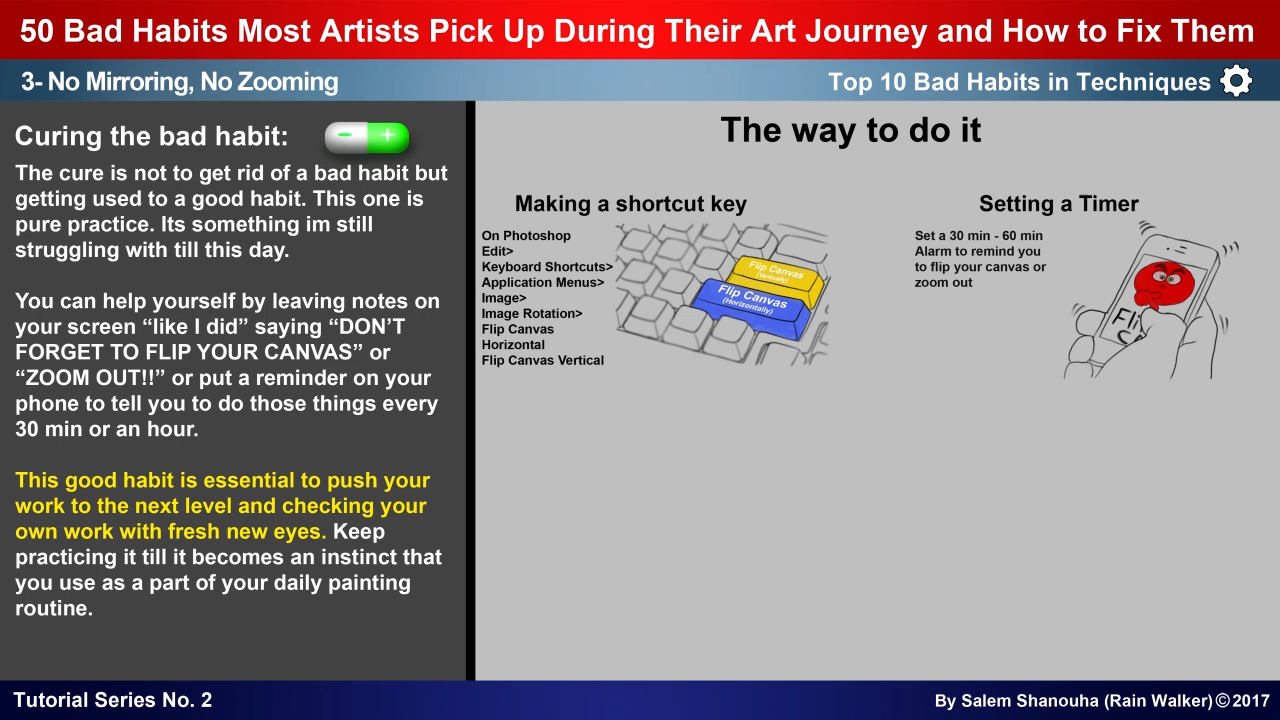 50 Bad Habits Most Artists Pick Up During Their Art Journey and How to Fix Them
3- No Mirroring, No Zooming
Top 10 Bad Habits in Techniques
Curing the bad habit:
The cure is not to get rid of a bad habit but
getting used to a good habit. This one is
pure practice. Its something im still
struggling with till this day.
You can help yourself by leaving notes on
your screen “like I did” saying “DON’T
FORGET TO FLIP YOUR CANVAS” or
“ZOOM OUT!!” or put a reminder on your
phone to tell you to do those things every
30 min or an hour.
This good habit is essential to push your
work to the next level and checking your
own work with fresh new eyes. Keep
practicing it till it becomes an instinct that
you use as a part of your daily painting
routine.
The way to do it
Making a shortcut key
On Photoshop
Edit>
Keyboard Shortcuts>
Application Menus>
Image>
Image Rotation>
Flip Canvas
Horizontal
Flip Canvas Vertical
Flip Canvas
(Vertically)
Flip Canvas
(Horizontally)
Setting a Timer
Set a 30 min - 60 min
Alarm to remind you
to flip your canvas or
zoom out
Tutorial Series No. 2
By Salem Shanouha (Rain Walker)©2017